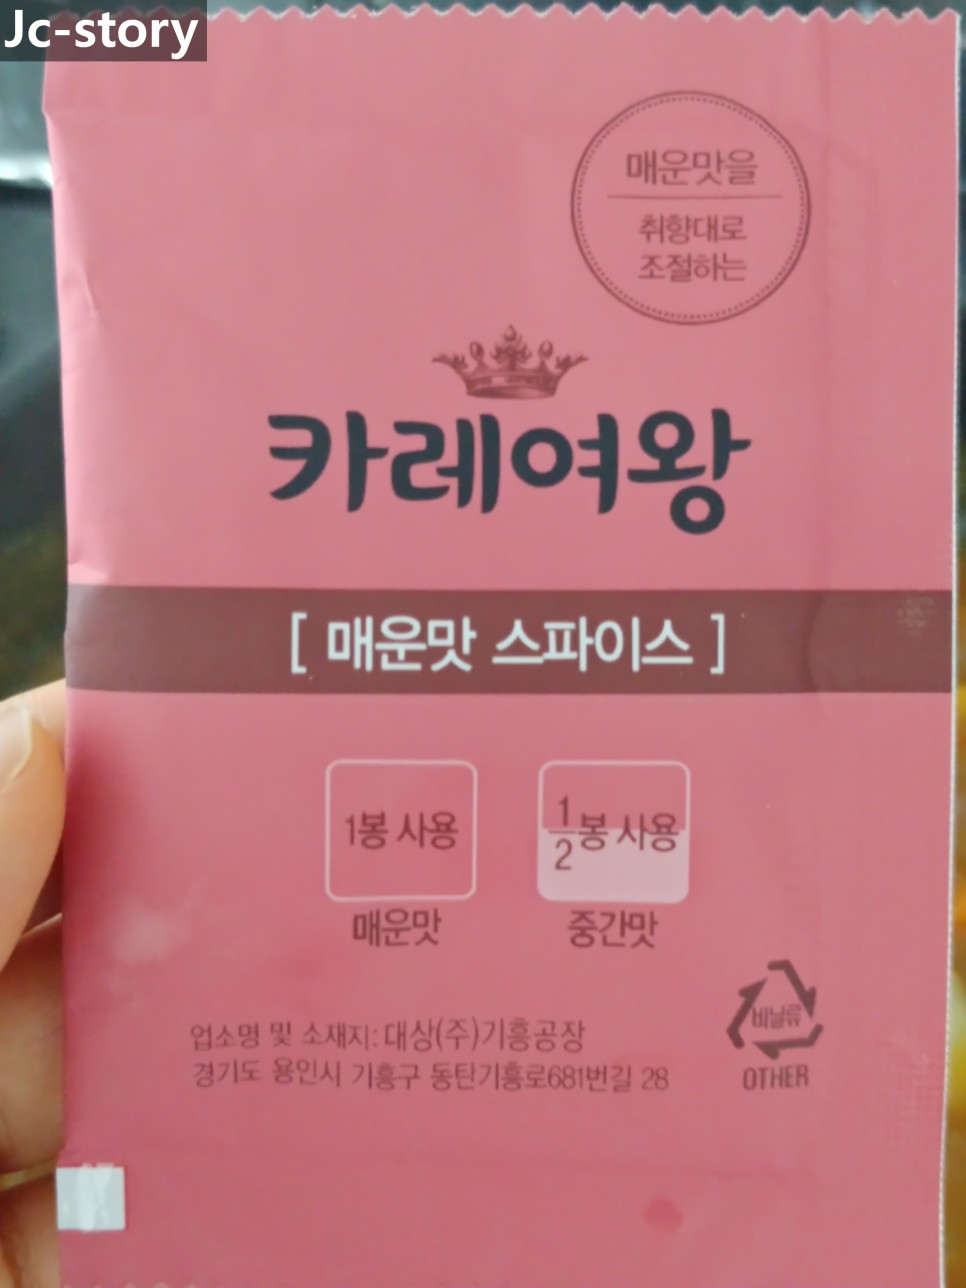 Jc-story
매운맛을
취향대로
조절하는
카레여왕
[ 매운맛 스파이스 ]
1봉 사용
1/2봉 사용
매운맛
중간맛
업소명 및 소재지: 대상(주)기흥공장
경기도 용인시 기흥구 동탄기흥로681번길 28
비닐류
OTHER